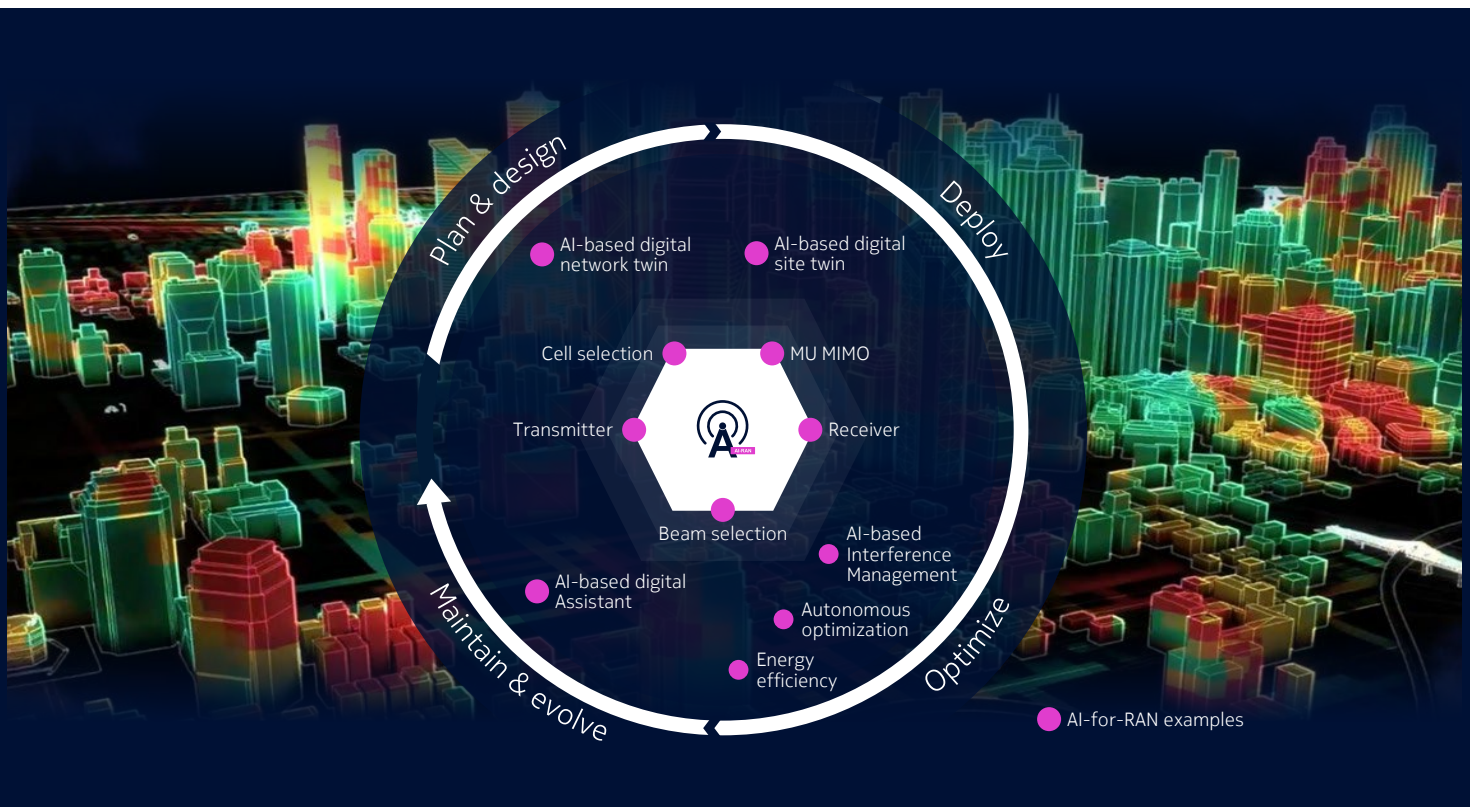 Plan & design
Deploy
AI-based digital
network twin
AI-based digital
site twin
Cell selection
MU MIMO
Transmitter
A
AI-RAN
Receiver
Beam selection
AI-based
Interference
Management
AI-based digital
Assistant
Autonomous
optimization
Energy
efficiency
Maintain & evolve
Optimize
AI-for-RAN examples